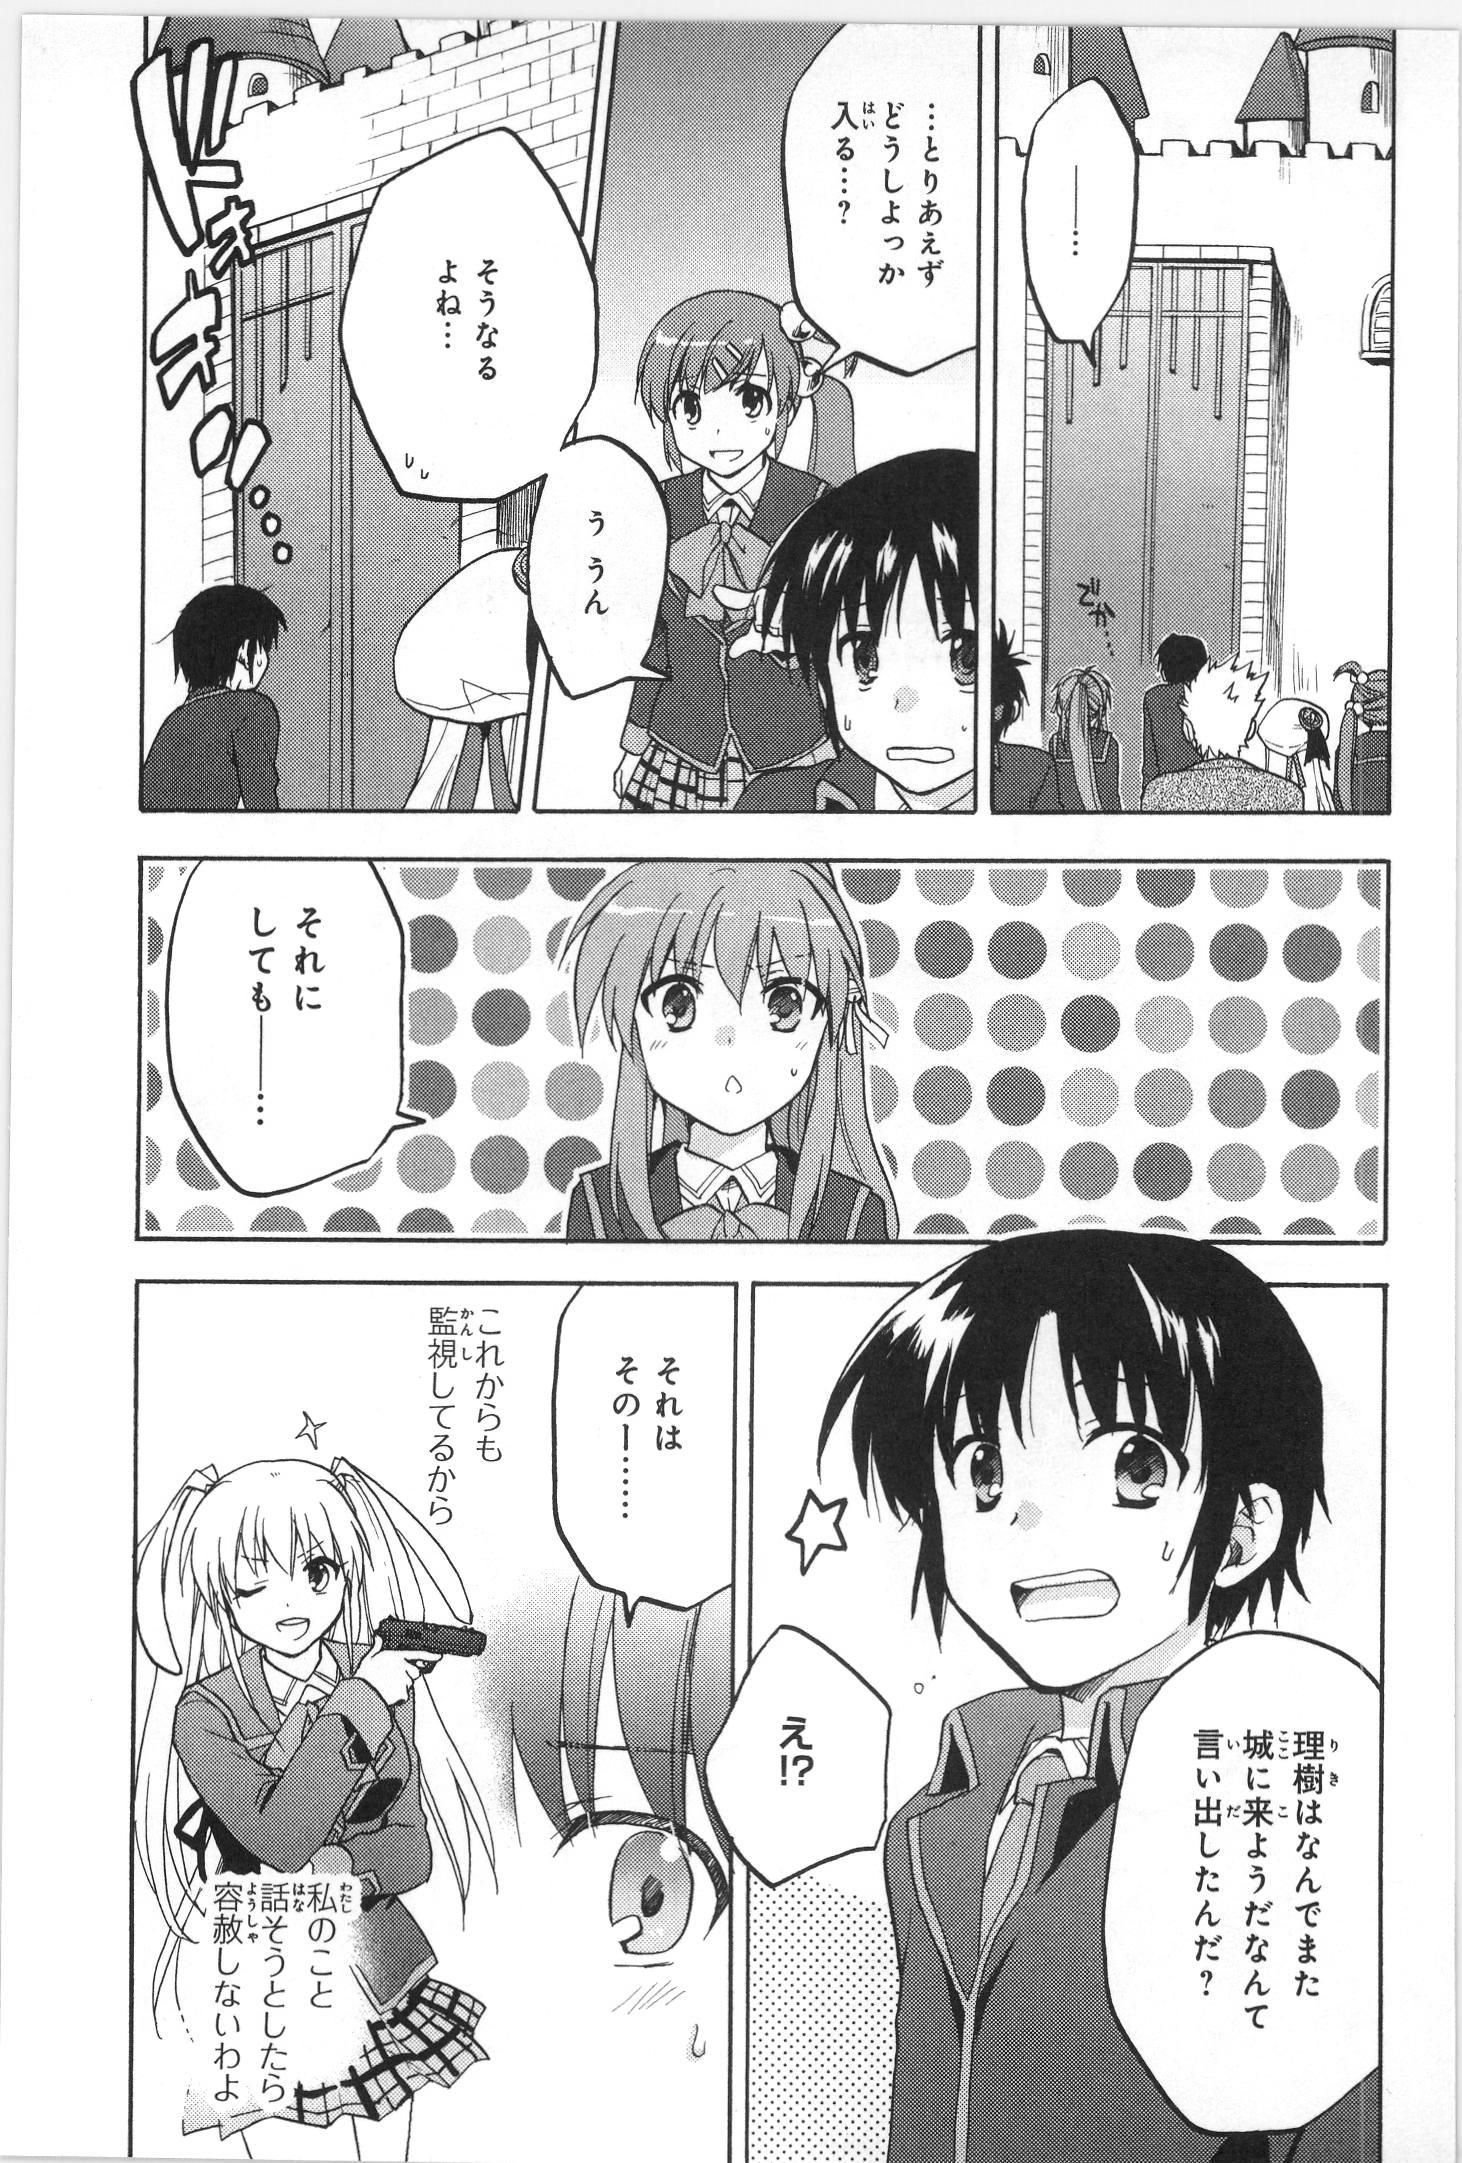 ───…
でか…
…とりあえず
どうしよっか
入る…?
そうなる
よね…
う うん
ドォォォン…
それに
しても───…
理樹はなんでまた
城に来ようだなんて
言い出したんだ?
え!?
それは
そのー……
これからも
監視してるから
私のこと
話そうとしたら
容赦しないわよ